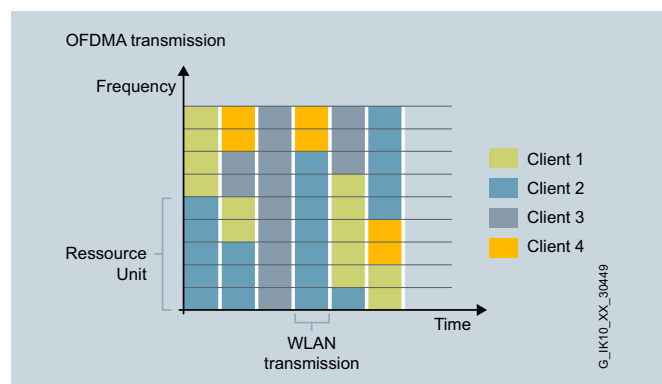 OFDMA transmission
Frequency
Client 1
Client 2
Client 3
Client 4
Ressource
Unit
Time
WLAN
transmission
G_IK10_XX_30449